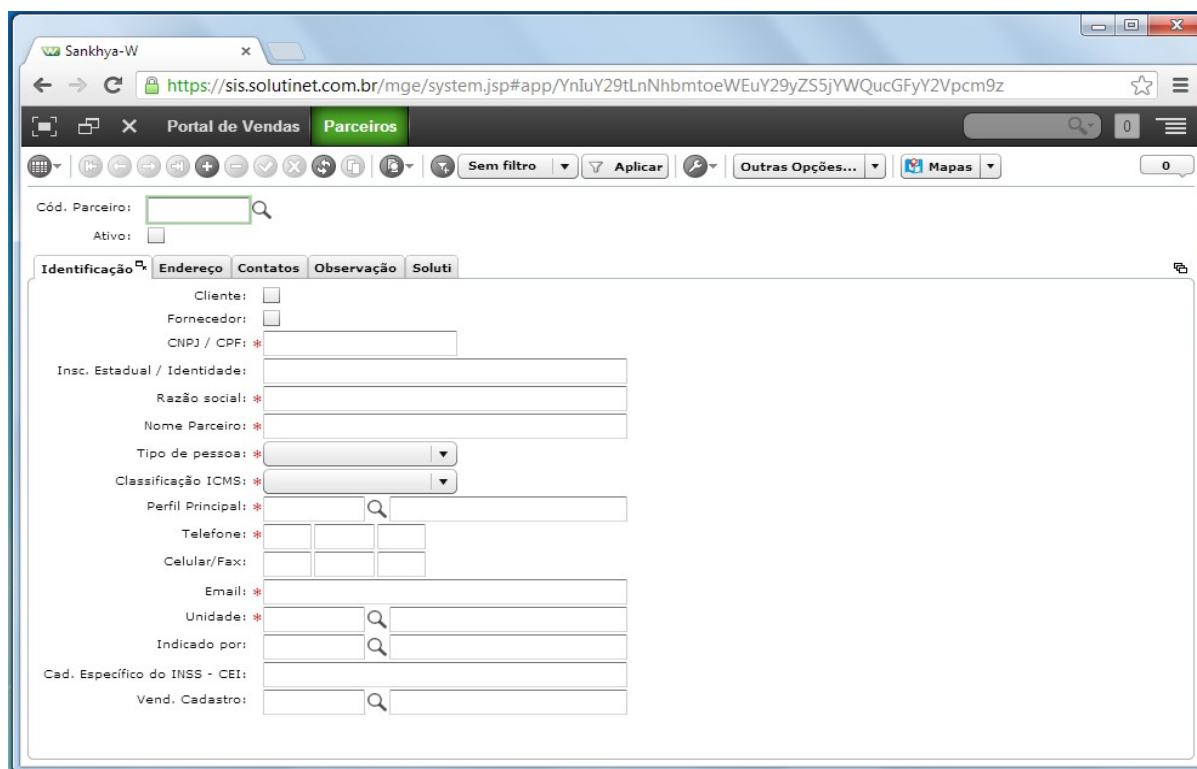 Sankhya-W
https://sis.solutinet.com.br/mge/system.jsp#app/YnIuY29tLnNhbmtoeWEuY29yZS5jYWQucGFyY2Vpcm9z
Portal de Vendas Parceiros 0
Sem filtro Aplicar Outras Opções... Mapas 0
Cód. Parceiro:
Ativo:
Identificação Endereço Contatos Observação Soluti
Cliente:
Fornecedor:
CNPJ / CPF: *
Insc. Estadual / Identidade:
Razão social: *
Nome Parceiro: *
Tipo de pessoa: *
Classificação ICMS: *
Perfil Principal: *
Telefone: *
Celular/Fax:
Email: *
Unidade: *
Indicado por:
Cad. Específico do INSS - CEI:
Vend. Cadastro: